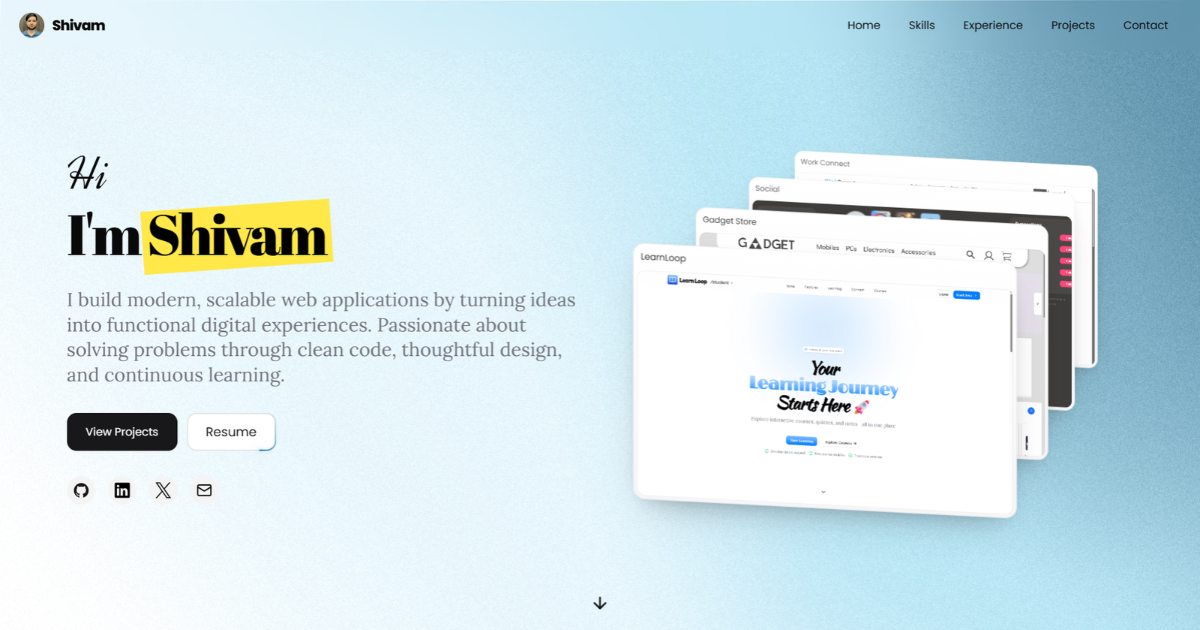 Shivam
Home Skills Experience Projects Contact
Hi
I'm Shivam
I build modern, scalable web applications by turning ideas
into functional digital experiences. Passionate about
solving problems through clean code, thoughtful design,
and continuous learning.
View Projects Resume
Work Connect
Sociial
Gadget Store
GADGET Mobiles PCs Electronics Accessories
LearnLoop
LearnLoop
Your
Learning Journey
Starts Here 🚀